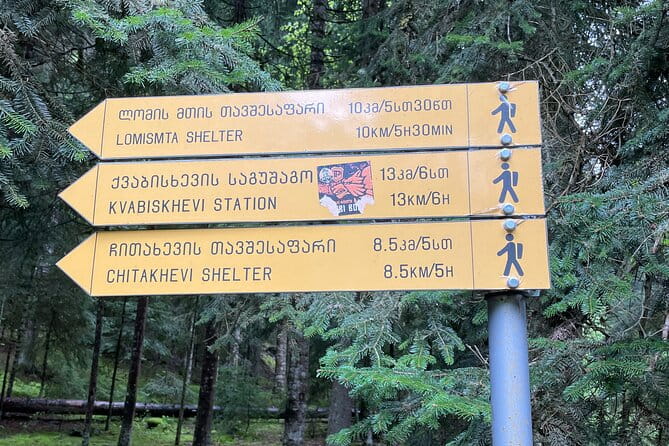 ლომის მთის თავშესაფარი 10კმ/5სთ30წთ
LOMISMTA SHELTER 10KM/5H30MIN
ქვაბისხევის საგუშაგო 13კმ/6სთ
KVABISKHEVI STATION 13KM/6H
ჩითახევის თავშესაფარი 8.5კმ/5სთ
CHITAKHEVI SHELTER 8.5KM/5H